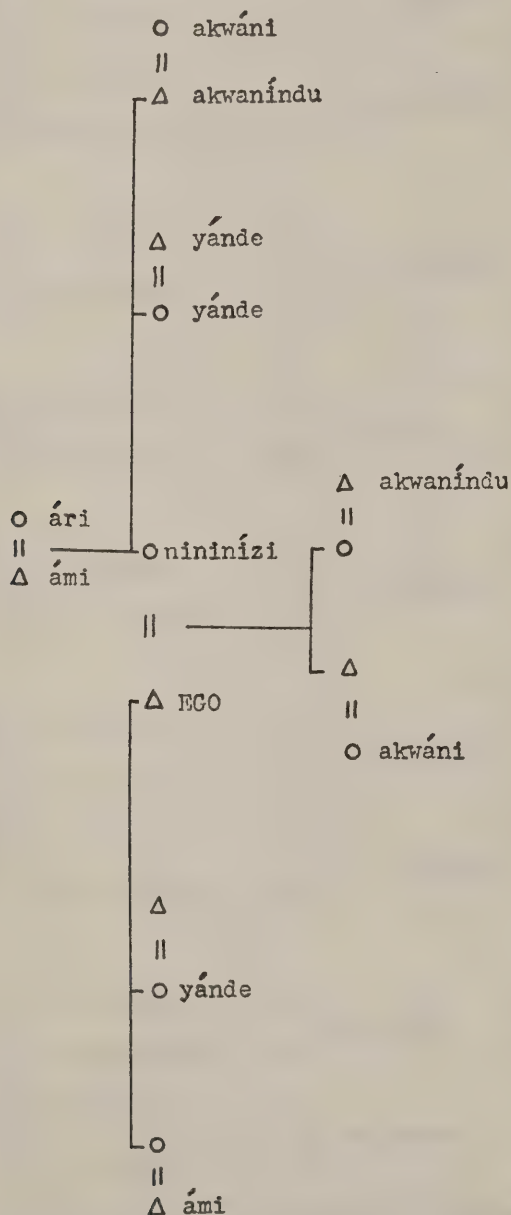 akwáni
akwaníndu
yánde
yánde
akwaníndu
ári
nininízi
ámi
EGO
akwáni
yánde
ámi